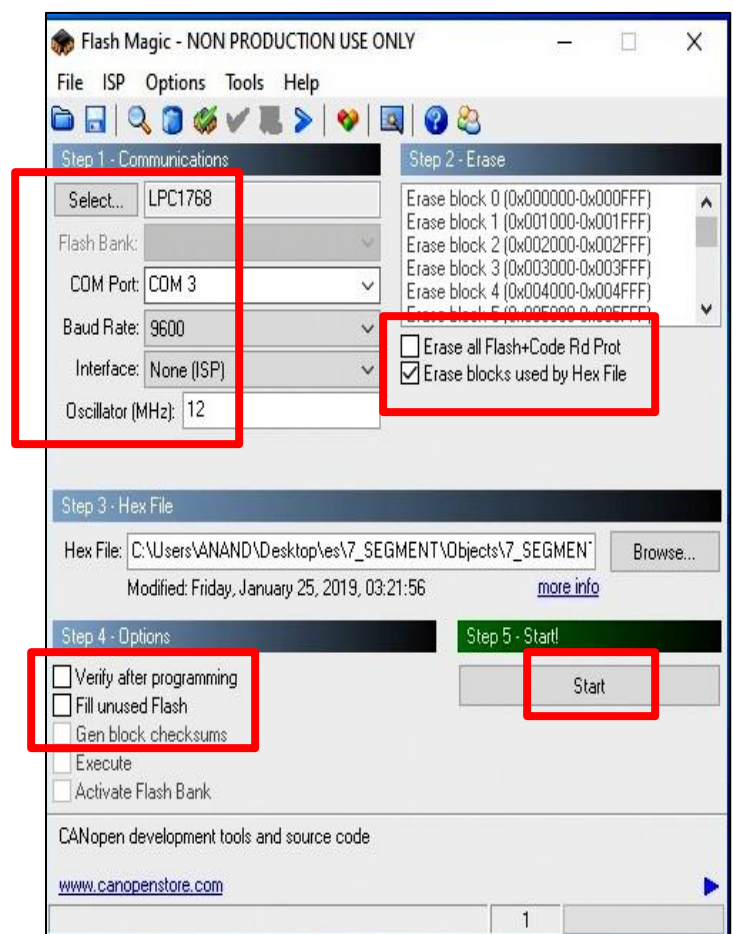 Flash Magic - NON PRODUCTION USE ONLY
File ISP Options Tools Help
Step 1 - Communications
Select... LPC1768
Flash Bank:
COM Port: COM 3
Baud Rate: 9600
Interface: None (ISP)
Oscillator (MHz): 12
Step 2 - Erase
Erase block 0 (0x000000-0x000FFF)
Erase block 1 (0x001000-0x001FFF)
Erase block 2 (0x002000-0x002FFF)
Erase block 3 (0x003000-0x003FFF)
Erase block 4 (0x004000-0x004FFF)
Erase block 5 (0x005000-0x005FFF)
Erase all Flash+Code Rd Prot
Erase blocks used by Hex File
Step 3 - Hex File
Hex File: C:\Users\ANAND\Desktop\es\7_SEGMENT\Objects\7_SEGMEN Browse...
Modified: Friday, January 25, 2019, 03:21:56 more info
Step 4 - Options
Verify after programming
Fill unused Flash
Gen block checksums
Execute
Activate Flash Bank
Step 5 - Start!
Start
CANopen development tools and source code
www.canopenstore.com
1